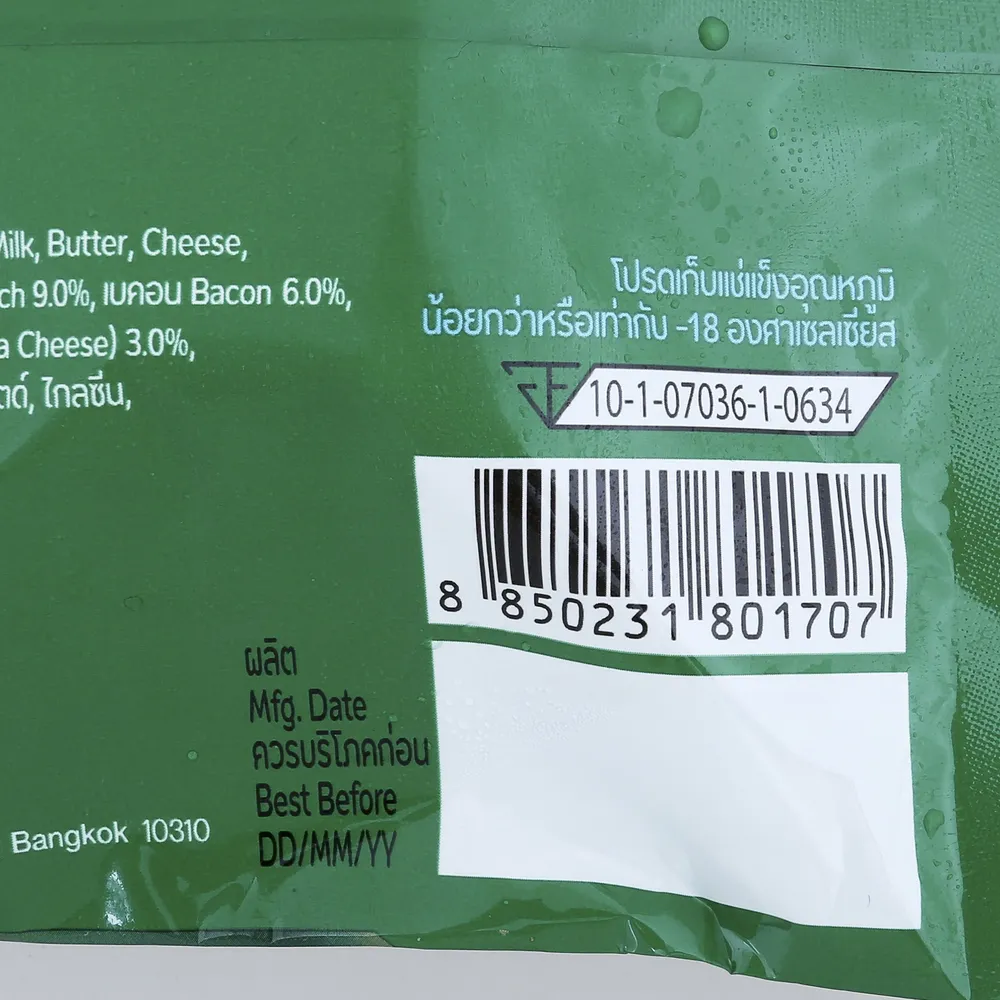 Milk, Butter, Cheese,
ch 9.0%, เบคอน Bacon 6.0%,
a Cheese) 3.0%,
ไกลซีน,
โปรดเก็บแช่แข็งอุณหภูมิ
น้อยกว่าหรือเท่ากับ -18 องศาเซลเซียส
10-1-07036-1-0634
8 850231 801707
ผลิต
Mfg. Date
ควรบริโภคก่อน
Best Before
DD/MM/YY
Bangkok 10310